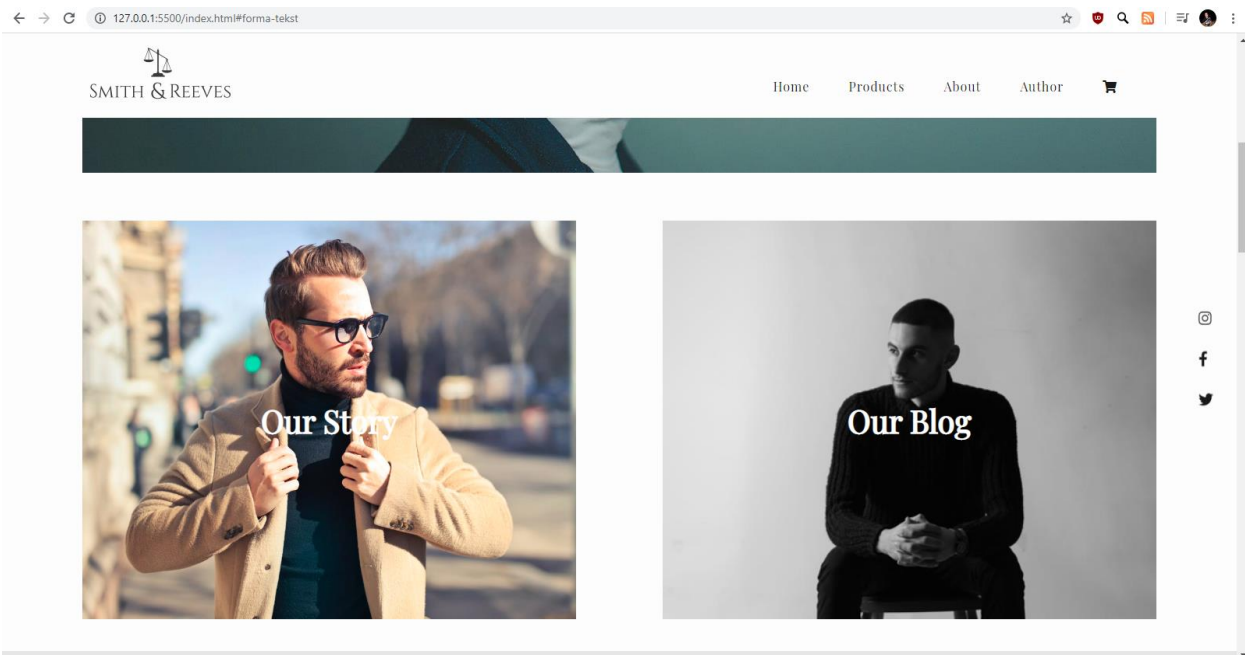 127.0.0.1:5500/index.html#forma-tekst
SMITH & REEVES
Home Products About Author
Our Story
Our Blog